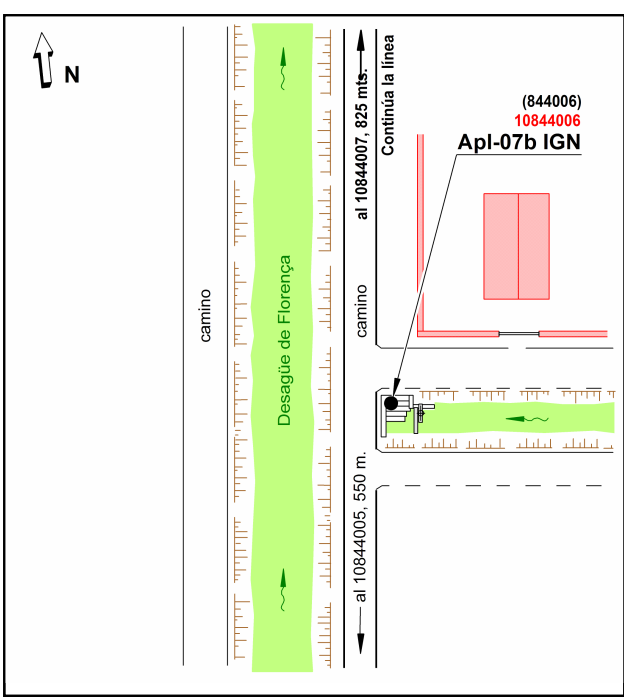 N
(844006)
10844006
Apl-07b IGN
al 10844007, 825 mts.
Continúa la línea
camino
Desagüe de Florença
camino
al 10844005, 550 m.